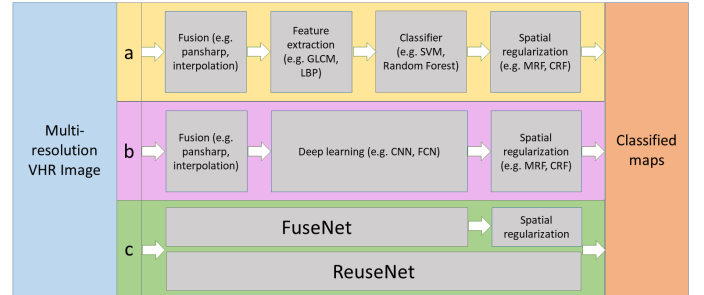 Multi-
resolution
VHR Image
a
Fusion (e.g.
pansharp,
interpolation)
Feature
extraction
(e.g. GLCM,
LBP)
Classifier
(e.g. SVM,
Random Forest)
Spatial
regularization
(e.g. MRF, CRF)
b
Fusion (e.g.
pansharp,
interpolation)
Deep learning (e.g. CNN, FCN)
Spatial
regularization
(e.g. MRF, CRF)
c
FuseNet
Spatial
regularization
ReuseNet
Classified
maps